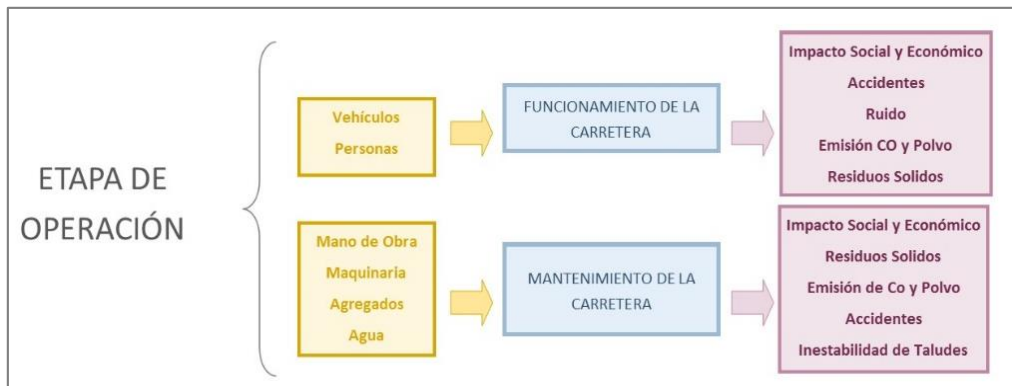 ETAPA DE
OPERACIÓN
Vehículos
Personas
FUNCIONAMIENTO DE LA
CARRETERA
Impacto Social y Económico
Accidentes
Ruido
Emisión CO y Polvo
Residuos Solidos
Mano de Obra
Maquinaria
Agregados
Agua
MANTENIMIENTO DE LA
CARRETERA
Impacto Social y Económico
Residuos Solidos
Emisión de Co y Polvo
Accidentes
Inestabilidad de Taludes